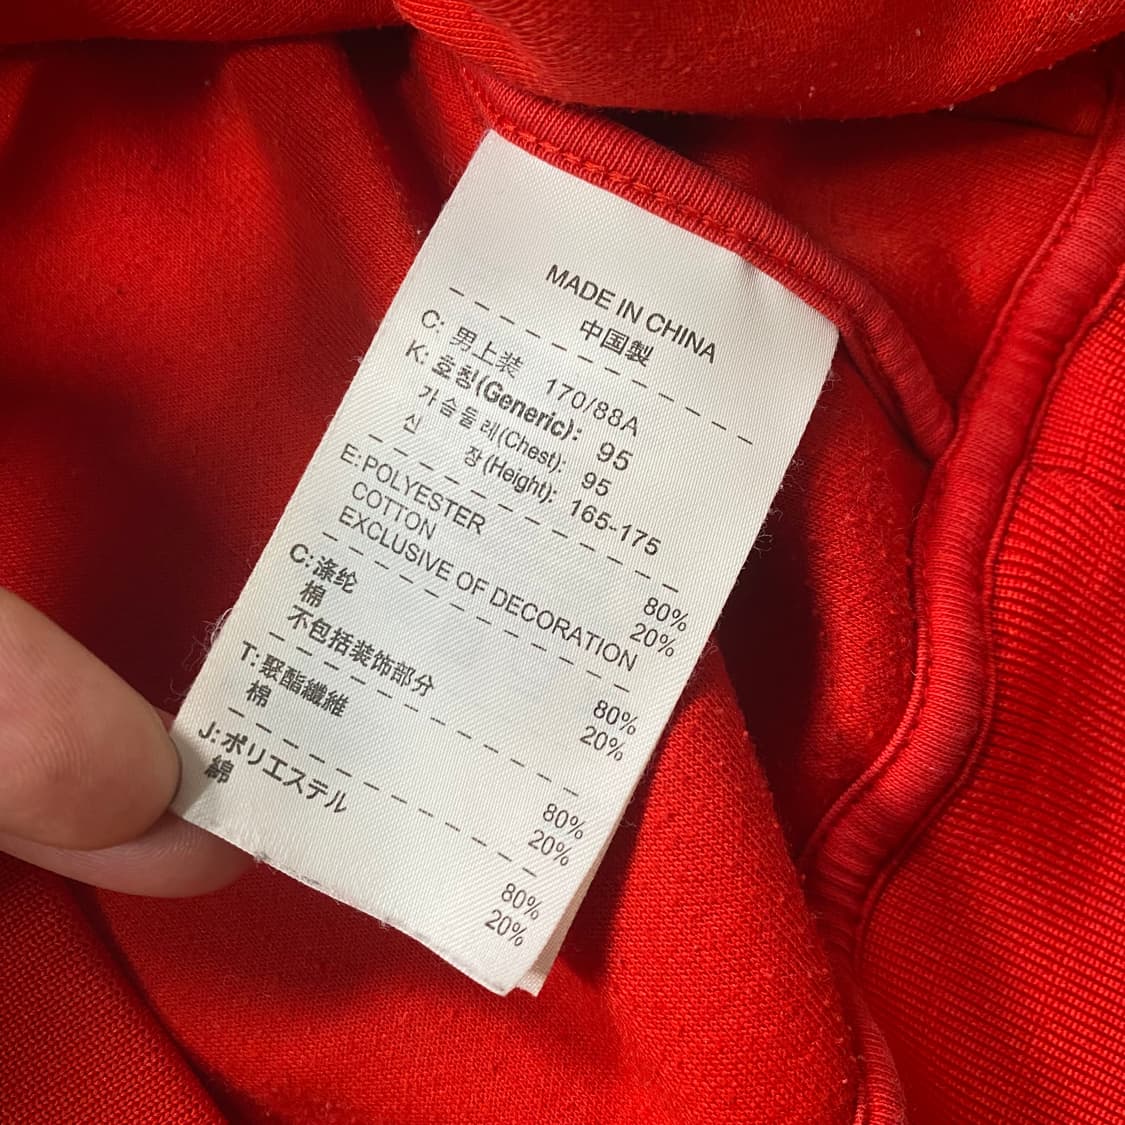 MADE IN CHINA
中国製
C: 男上装 170/88A
K: 호칭(Generic): 95
가슴둘레(Chest): 95
신 장(Height): 165-175
E: POLYESTER 80%
COTTON 20%
EXCLUSIVE OF DECORATION
C: 涤纶 80%
棉 20%
不包括装饰部分
T: 聚酯纖維 80%
棉 20%
J: ポリエステル 80%
綿 20%